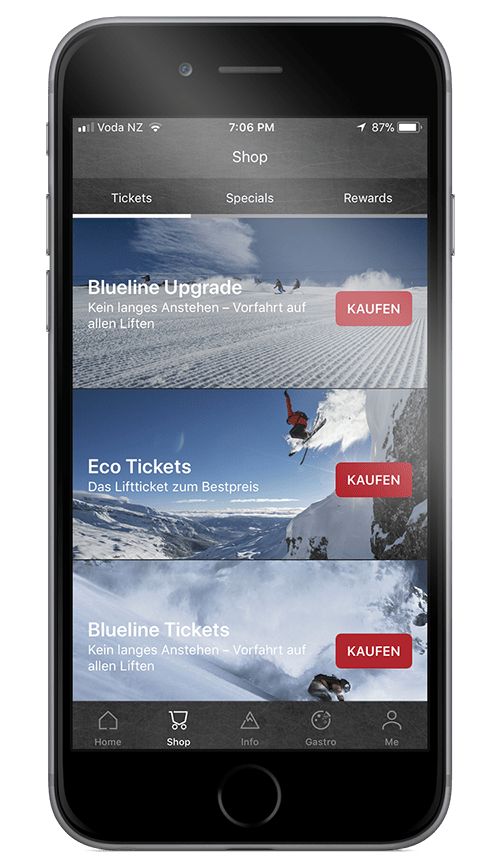 Voda NZ 7:06 PM 87%
Shop
Tickets Specials Rewards
Blueline Upgrade
Kein langes Anstehen – Vorfahrt auf
allen Liften
KAUFEN
Eco Tickets
Das Liftticket zum Bestpreis
KAUFEN
Blueline Tickets
Kein langes Anstehen – Vorfahrt auf
allen Liften
KAUFEN
Home Shop Info Gastro Me